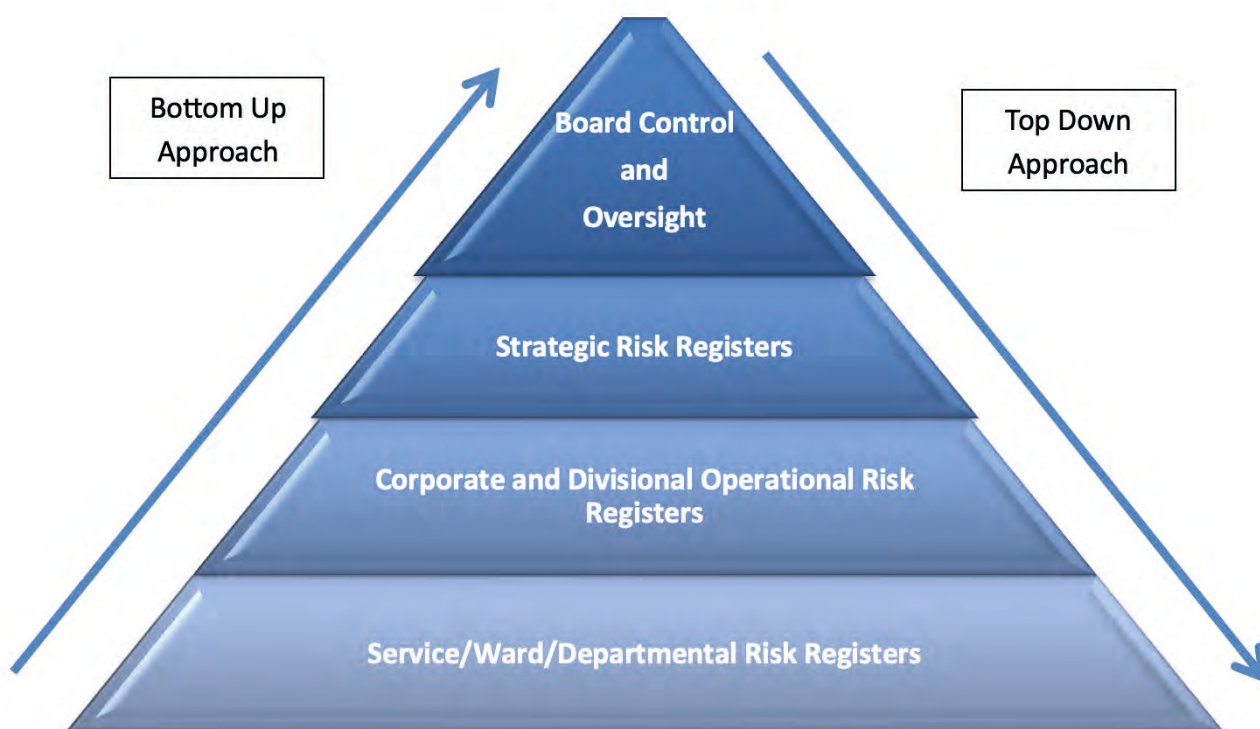 Bottom Up
Approach
Top Down
Approach
Board Control
and
Oversight
Strategic Risk Registers
Corporate and Divisional Operational Risk
Registers
Service/Ward/Departmental Risk Registers